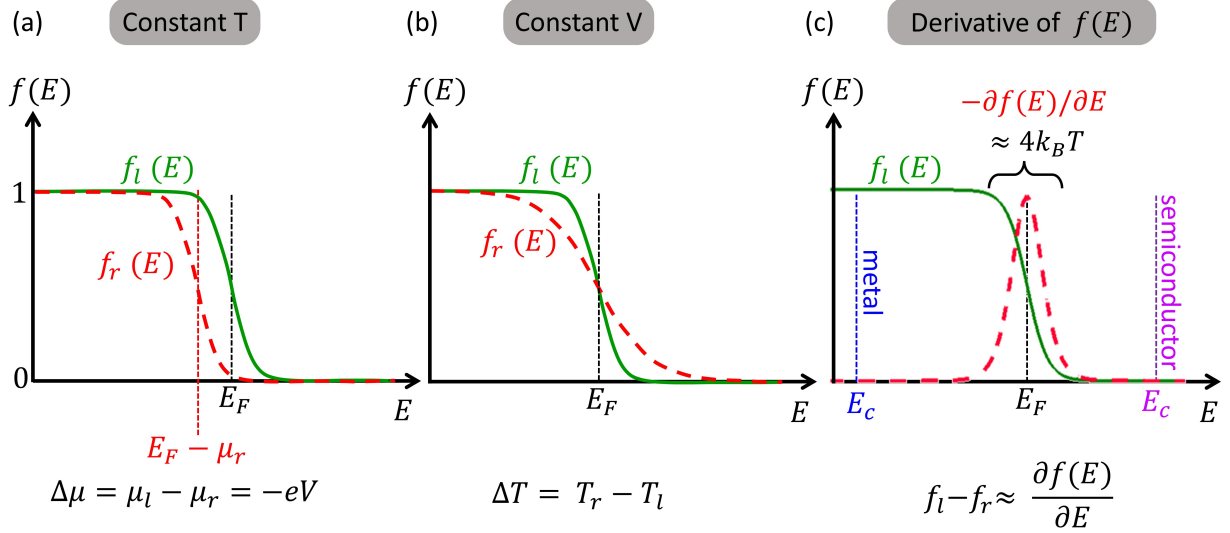 (a) Constant T
f(E)
f_l (E)
1
f_r (E)
0
E_F
E
E_F − μ_r
Δμ = μ_l − μ_r = −eV
(b) Constant V
f(E)
f_l (E)
f_r (E)
E_F
E
ΔT = T_r − T_l
(c) Derivative of f(E)
f(E)
−∂f(E)/∂E
≈ 4k_BT
f_l (E)
metal
semiconductor
E_c
E_F
E_c
E
f_l−f_r≈ ∂f(E)/∂E